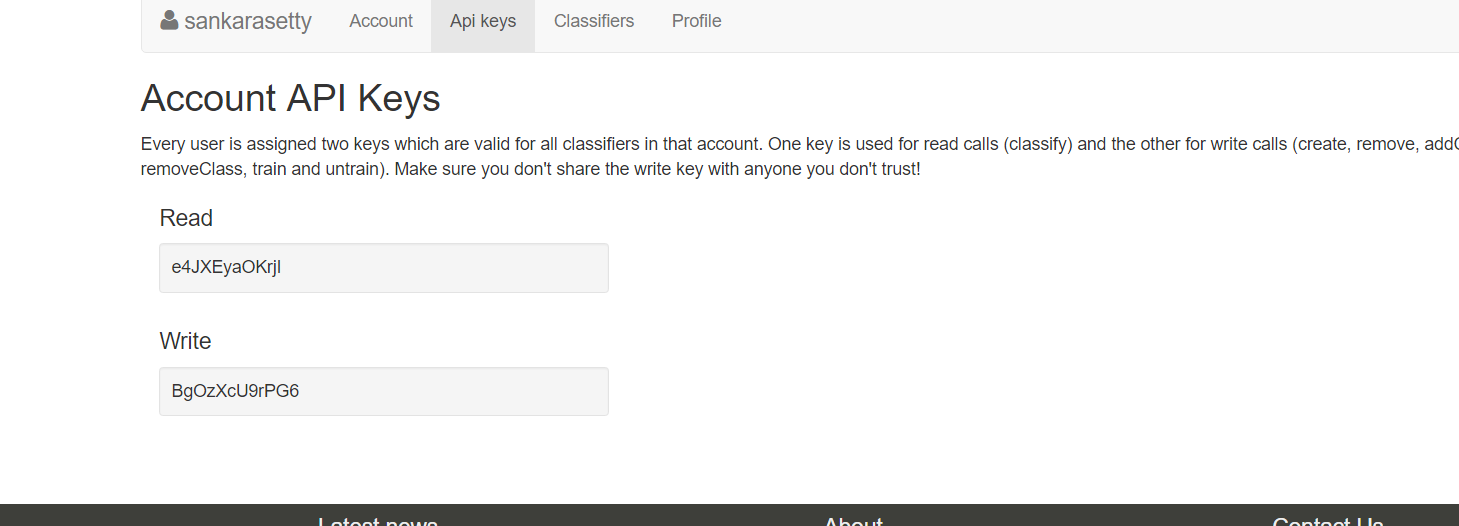 sankarasetty Account Api keys Classifiers Profile
Account API Keys
Every user is assigned two keys which are valid for all classifiers in that account. One key is used for read calls (classify) and the other for write calls (create, remove,
removeClass, train and untrain). Make sure you don't share the write key with anyone you don't trust!
Read
e4JXEyaOKrjI
Write
BgOzXcU9rPG6
Latest news About Contact Us